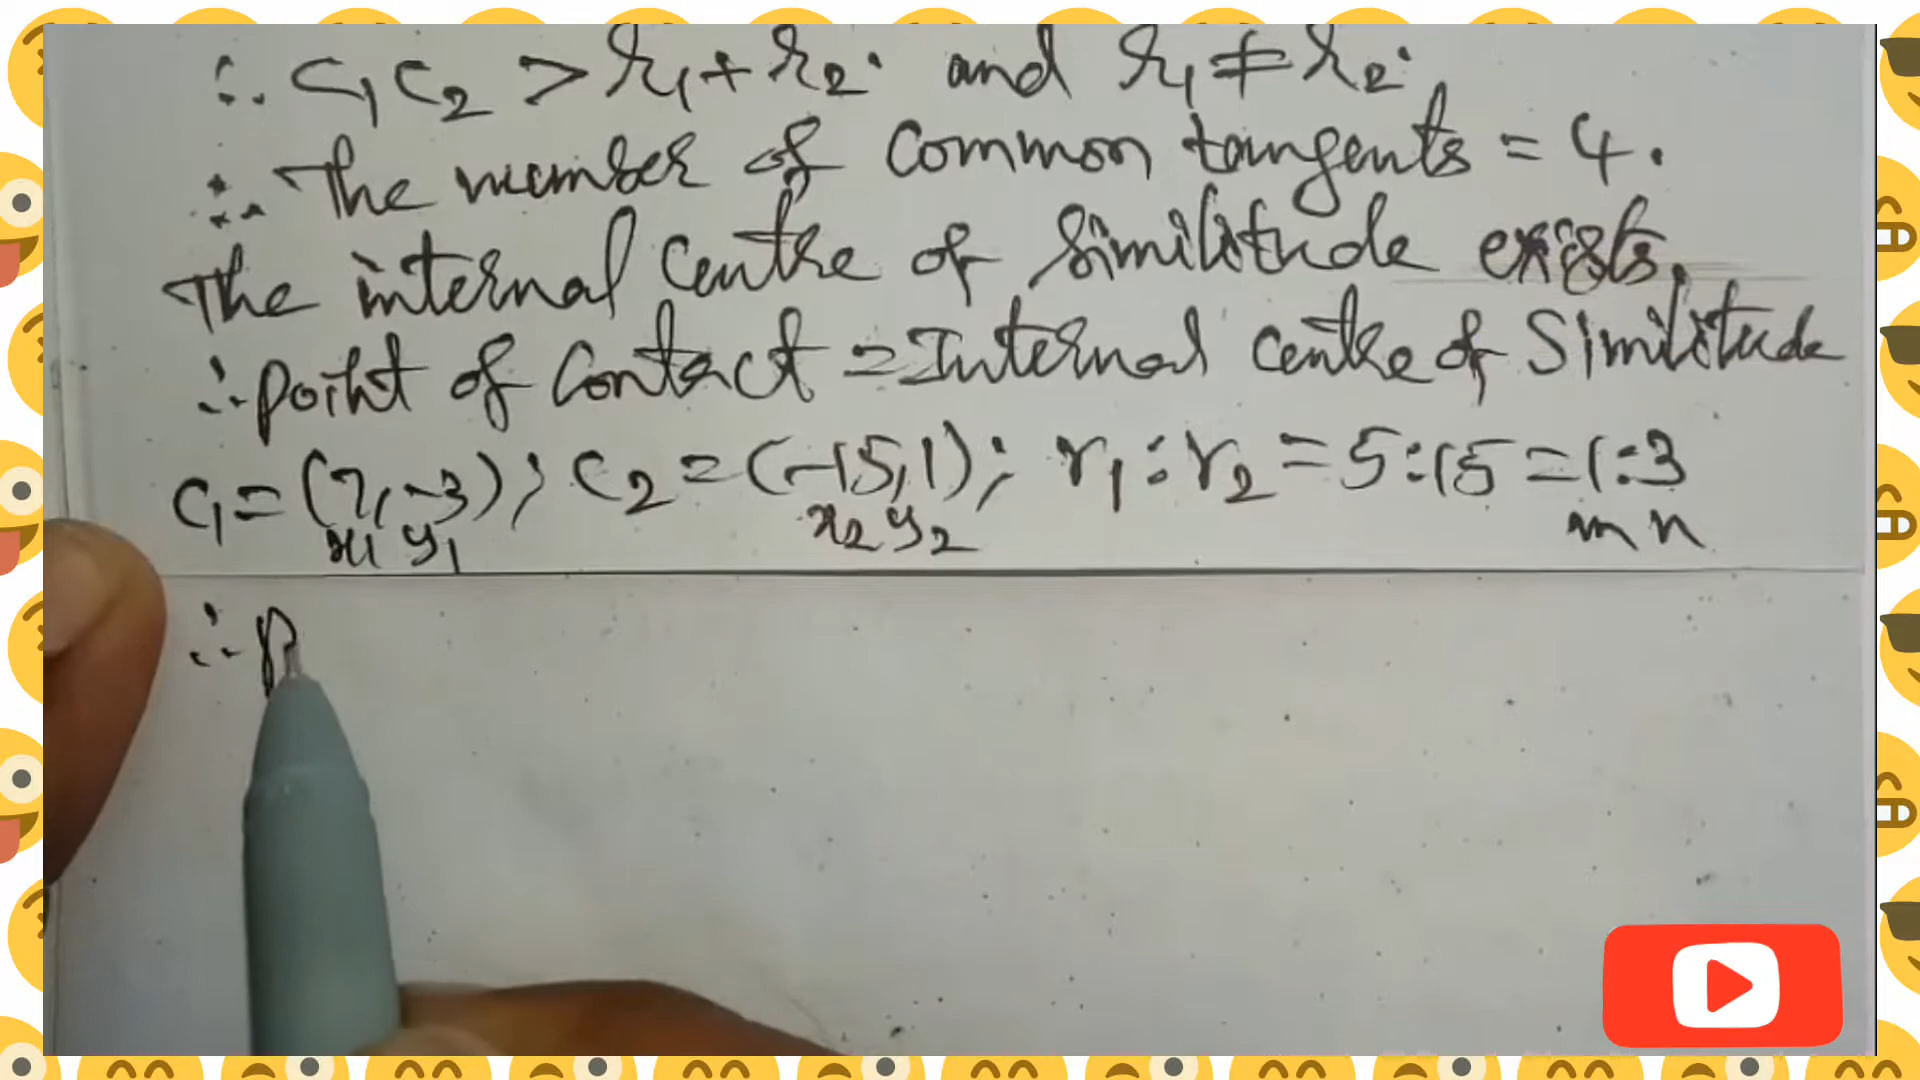 ∴ C₁C₂ > r₁ + r₂. and r₁ ≠ r₂.
∴ The number of common tangents = 4.
The internal centre of similitude exists.
∴ point of contact = Internal centre of Similitude
C₁ = (7, -3); C₂ = (-15, 1); r₁ : r₂ = 5:15 = 1:3
x₁ y₁ x₂ y₂ m n
∴ P